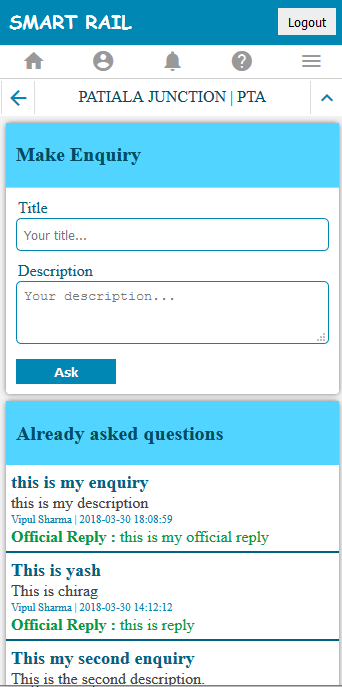 SMART RAIL
Logout
PATIALA JUNCTION | PTA
Make Enquiry
Title
Your title...
Description
Your description...
Ask
Already asked questions
this is my enquiry
this is my description
Vipul Sharma | 2018-03-30 18:08:59
Official Reply : this is my official reply
This is yash
This is chirag
Vipul Sharma | 2018-03-30 14:12:12
Official Reply : this is reply
This my second enquiry
This is the second description.